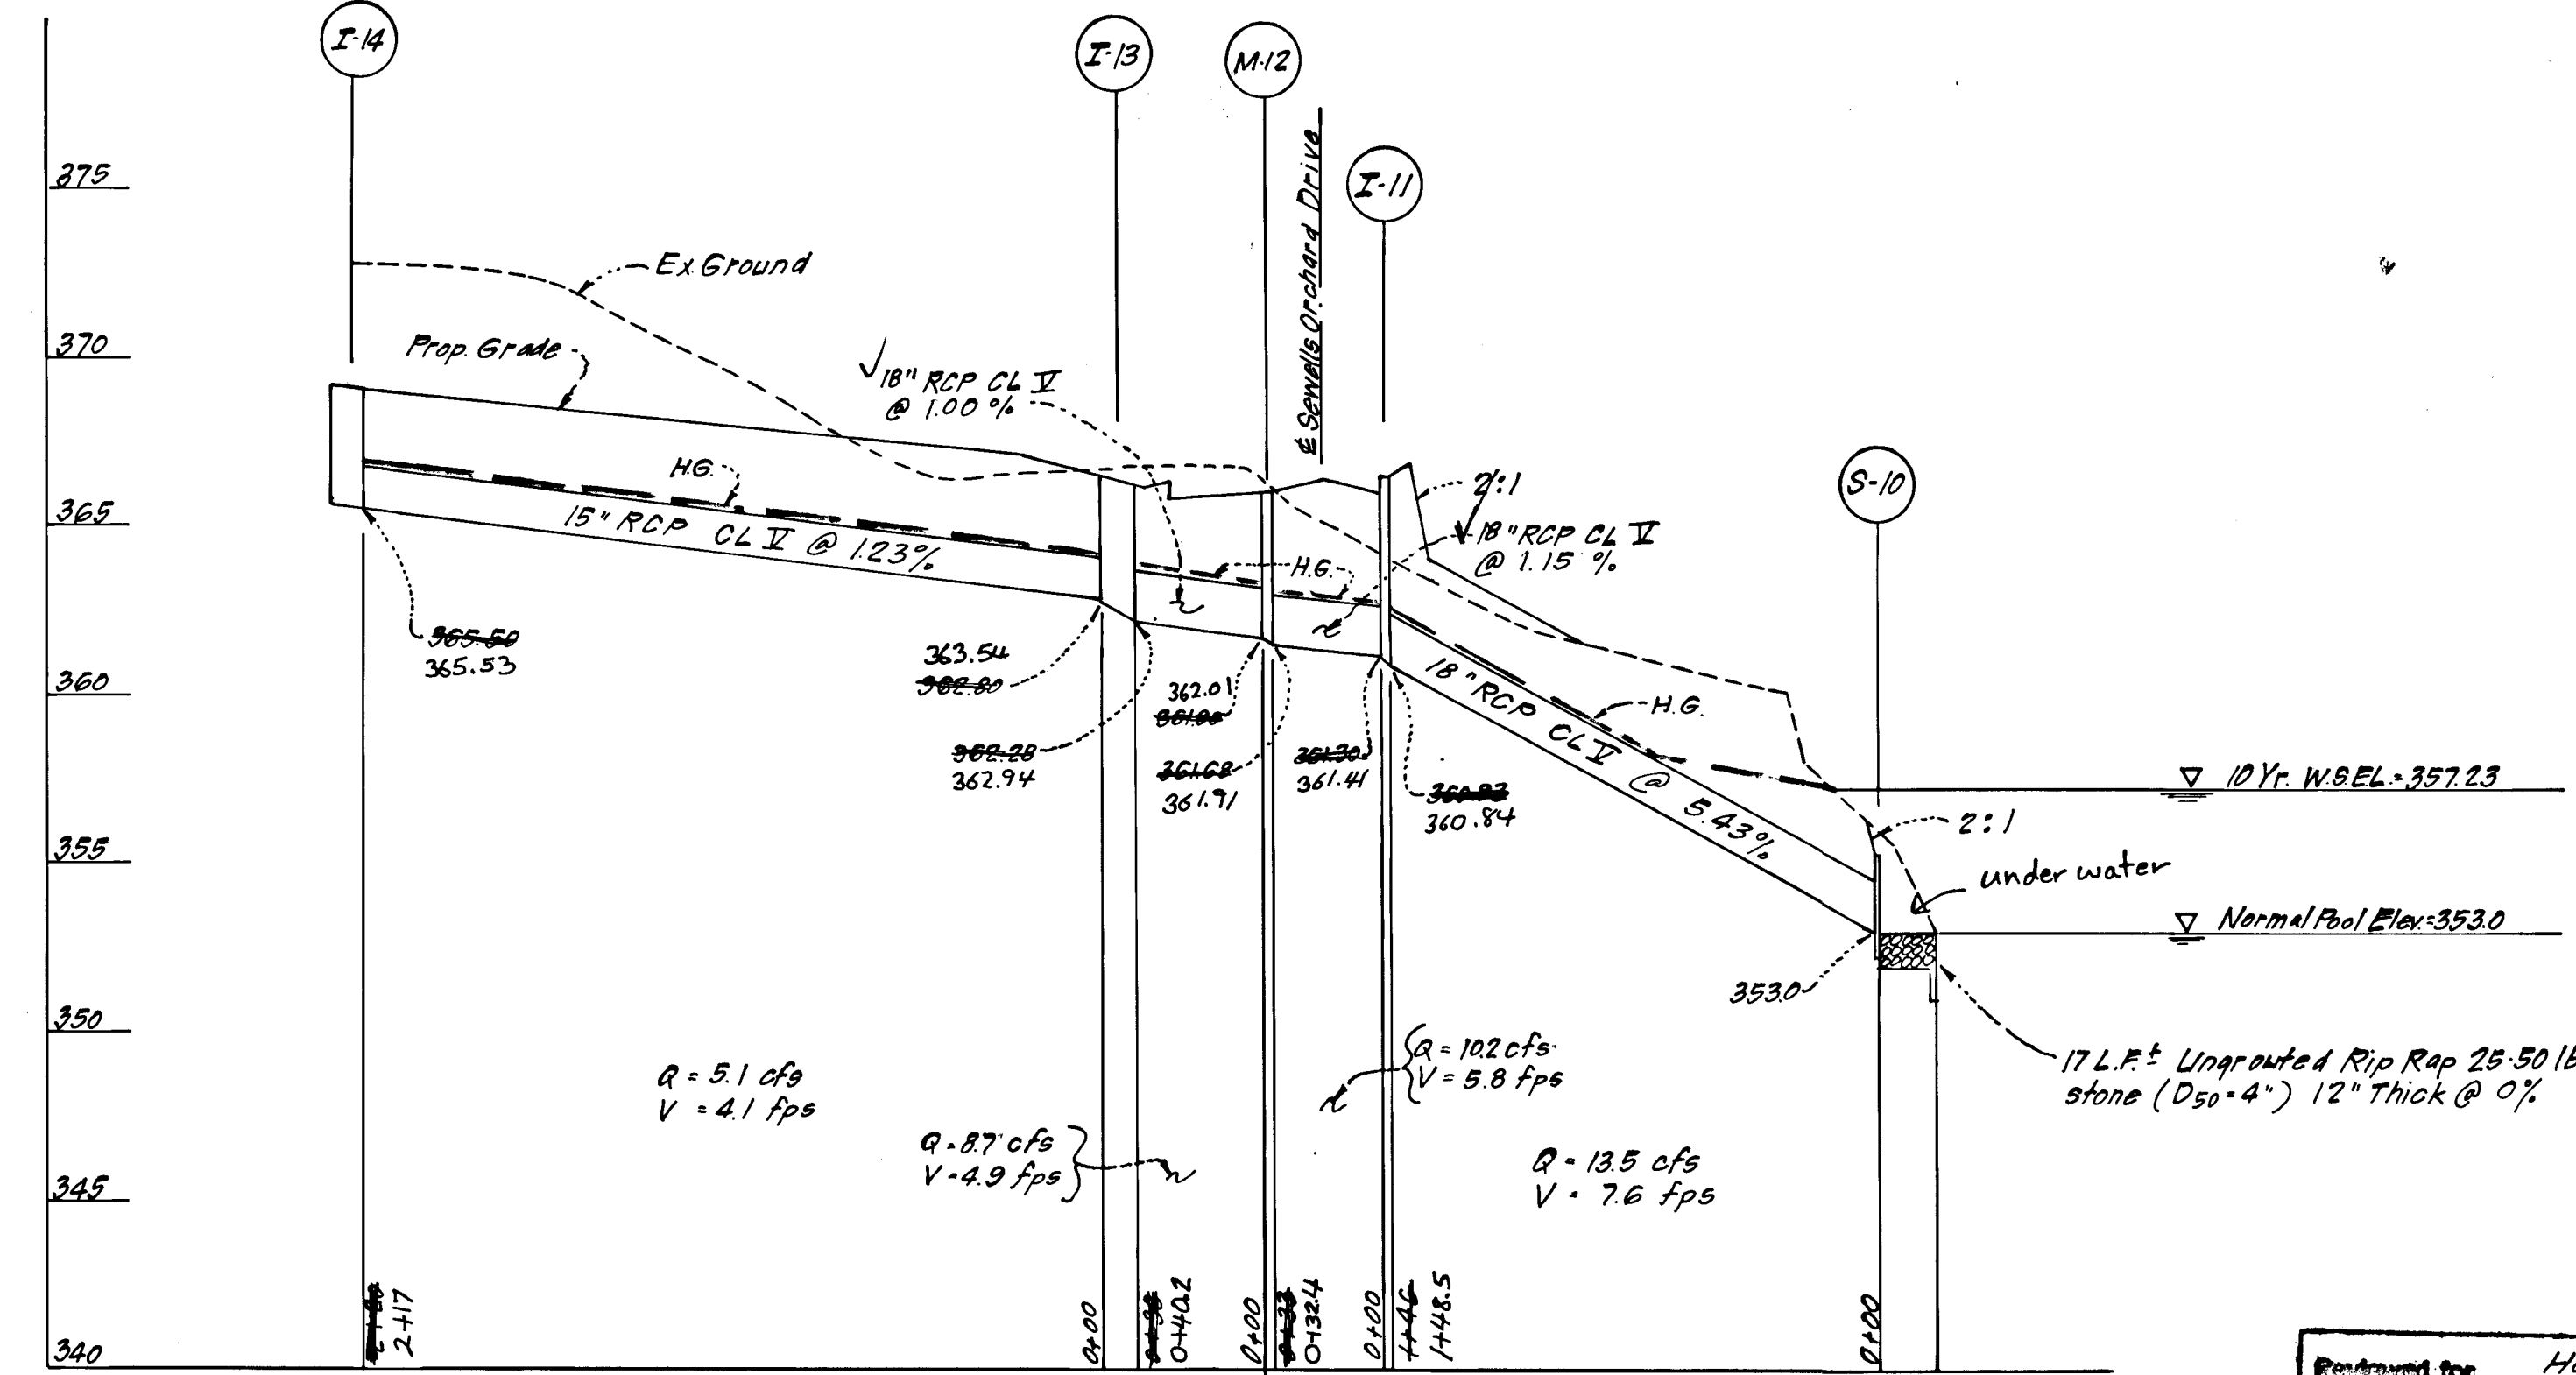 I-14
I-13
M-12
I-11
S-10
℄ Sewells Orchard Drive
375
370
365
360
355
350
345
340
Ex. Ground
Prop. Grade
18" RCP CL V
@ 1.00 %
H.G.
15" RCP CL V @ 1.23%
H.G.
2:1
18" RCP CL V
@ 1.15 %
365.50
365.53
363.54
362.80
362.28
362.94
362.01
361.68
361.91
361.30
361.41
360.84
18" RCP CL V @ 5.43%
H.G.
10 Yr. W.S.EL.=357.23
2:1
under water
Normal Pool Elev.=353.0
353.0
17 L.F.± Ungrouted Rip Rap 25-50 lb
stone (D50=4") 12" Thick @ 0%
Q = 5.1 cfs
V = 4.1 fps
Q = 8.7 cfs
V = 4.9 fps
Q = 10.2 cfs
V = 5.8 fps
Q = 13.5 cfs
V = 7.6 fps
2+17
0+00
0+40.2
0+00
0+33
0+32.4
0+00
1+46
1+48.5
0+00